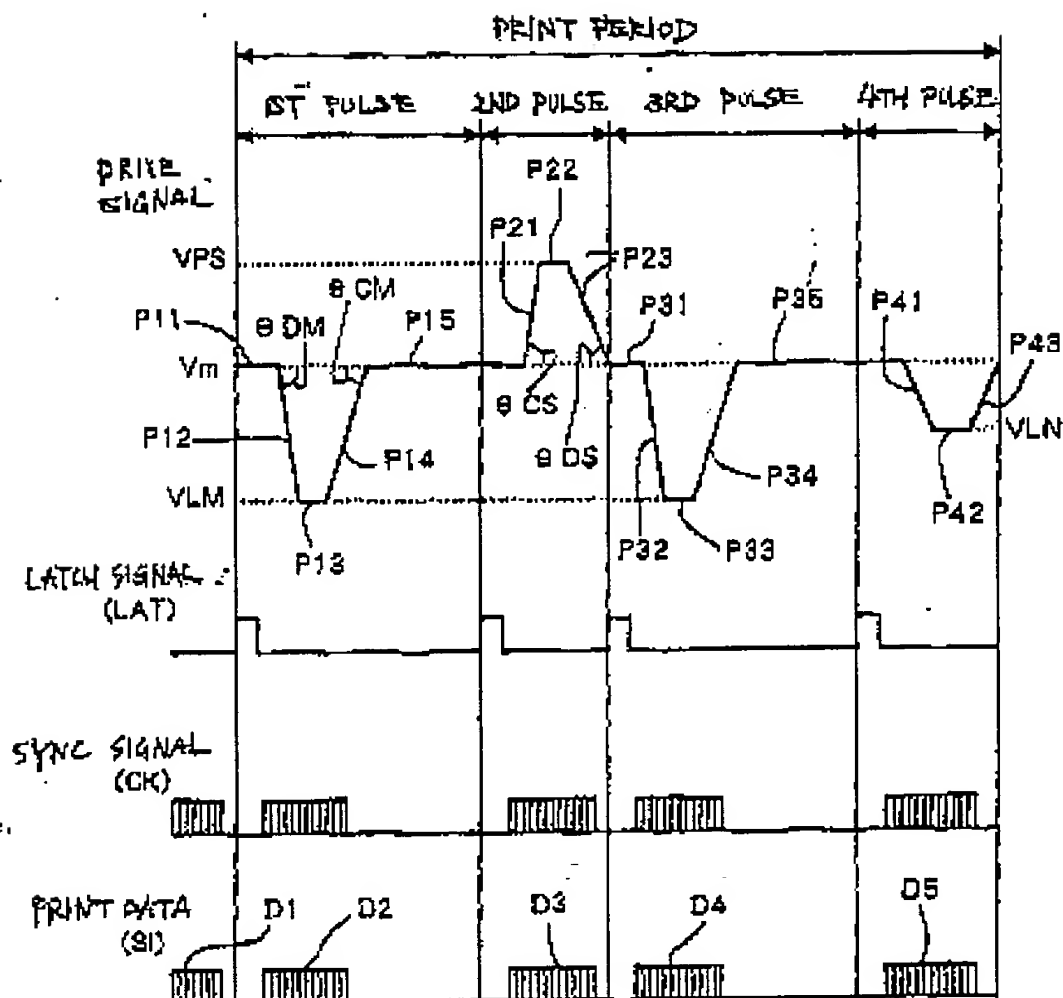 PRINT PERIOD
1ST PULSE
2ND PULSE
3RD PULSE
4TH PULSE
DRIVE
SIGNAL
P22
P21
P23
VPS
θ CM
P11
θ DM
P15
P31
P35
P41
P43
Vm
θ CS
θ DS
P12
P14
P34
VLN
VLM
P13
P32
P33
P42
LATCH SIGNAL
(LAT)
SYNC SIGNAL
(CK)
PRINT DATA
(SI)
D1
D2
D3
D4
D5